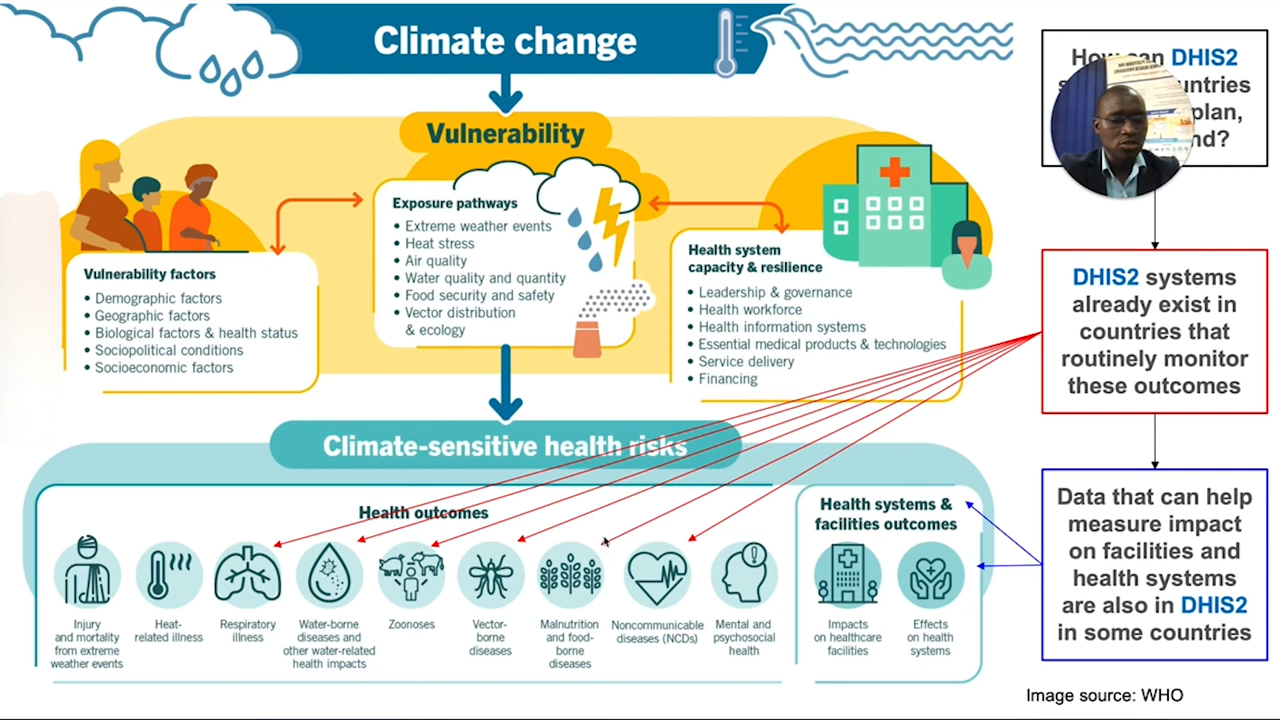 Climate change
Vulnerability
Exposure pathways
• Extreme weather events
• Heat stress
• Air quality
• Water quality and quantity
• Food security and safety
• Vector distribution
& ecology
Vulnerability factors
• Demographic factors
• Geographic factors
• Biological factors & health status
• Sociopolitical conditions
• Socioeconomic factors
Health system
capacity & resilience
• Leadership & governance
• Health workforce
• Health information systems
• Essential medical products & technologies
• Service delivery
• Financing
Climate-sensitive health risks
Health outcomes
Injury
and mortality
from extreme
weather events
Heat-
related illness
Respiratory
illness
Water-borne
diseases and
other water-related
health impacts
Zoonoses
Vector-
borne
diseases
Malnutrition
and food-
borne
diseases
Noncommunicable
diseases (NCDs)
Mental and
psychosocial
health
Health systems &
facilities outcomes
Impacts
on healthcare
facilities
Effects
on health
systems
DHIS2
plan,
DHIS2 systems
already exist in
countries that
routinely monitor
these outcomes
Data that can help
measure impact
on facilities and
health systems
are also in DHIS2
in some countries
Image source: WHO